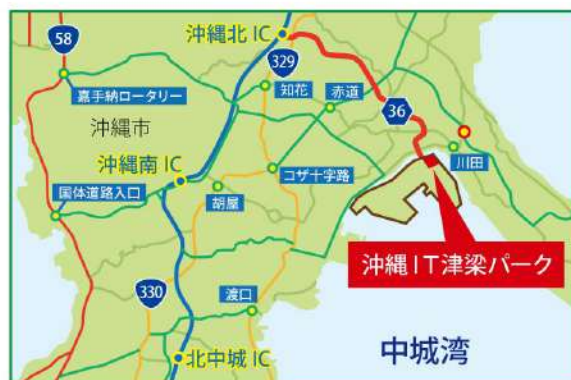 沖縄北 IC
58
329
嘉手納ロータリー
知花
赤道
36
沖縄市
沖縄南 IC
川田
コザ十字路
国体道路入口
胡屋
沖縄IT津梁パーク
330
渡口
中城湾
北中城 IC